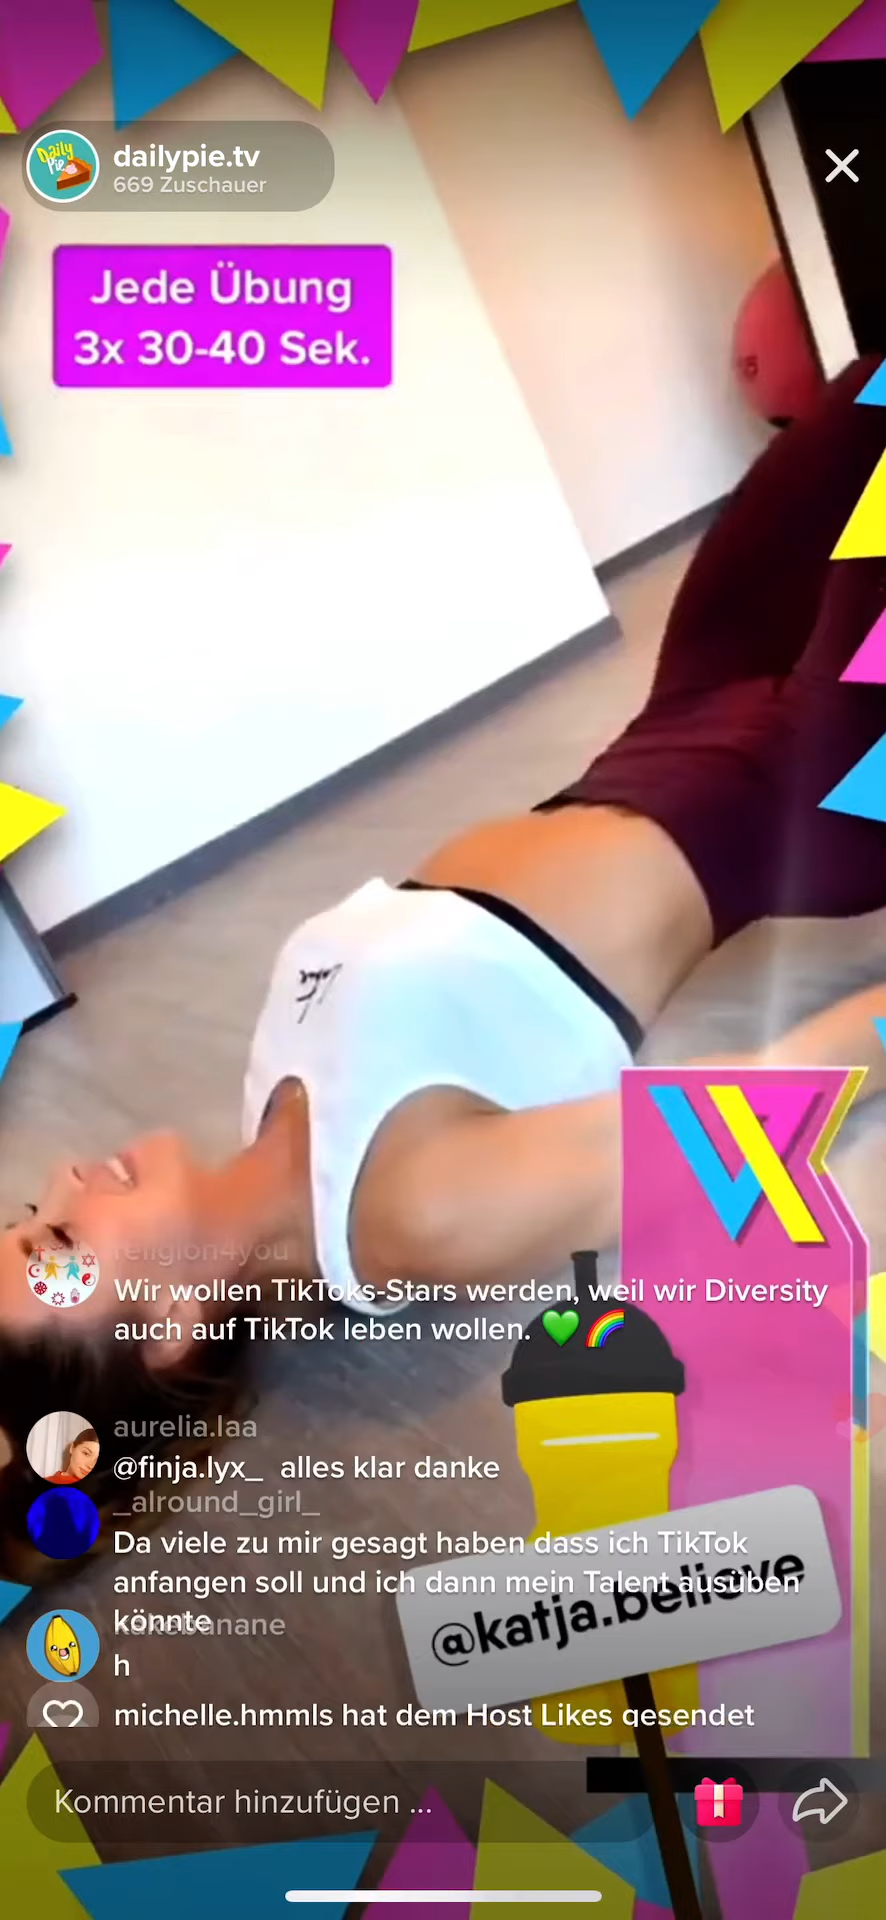 Daily
Pie
dailypie.tv
669 Zuschauer
Jede Übung
3x 30-40 Sek.
religion4you
Wir wollen TikToks-Stars werden, weil wir Diversity
auch auf TikTok leben wollen. 💚🌈
aurelia.laa
@finja.lyx_ alles klar danke
_alround_girl_
Da viele zu mir gesagt haben dass ich TikTok
anfangen soll und ich dann mein Talent ausüben
könnte
h
@katja.believe
michelle.hmmls hat dem Host Likes gesendet
Kommentar hinzufügen ...